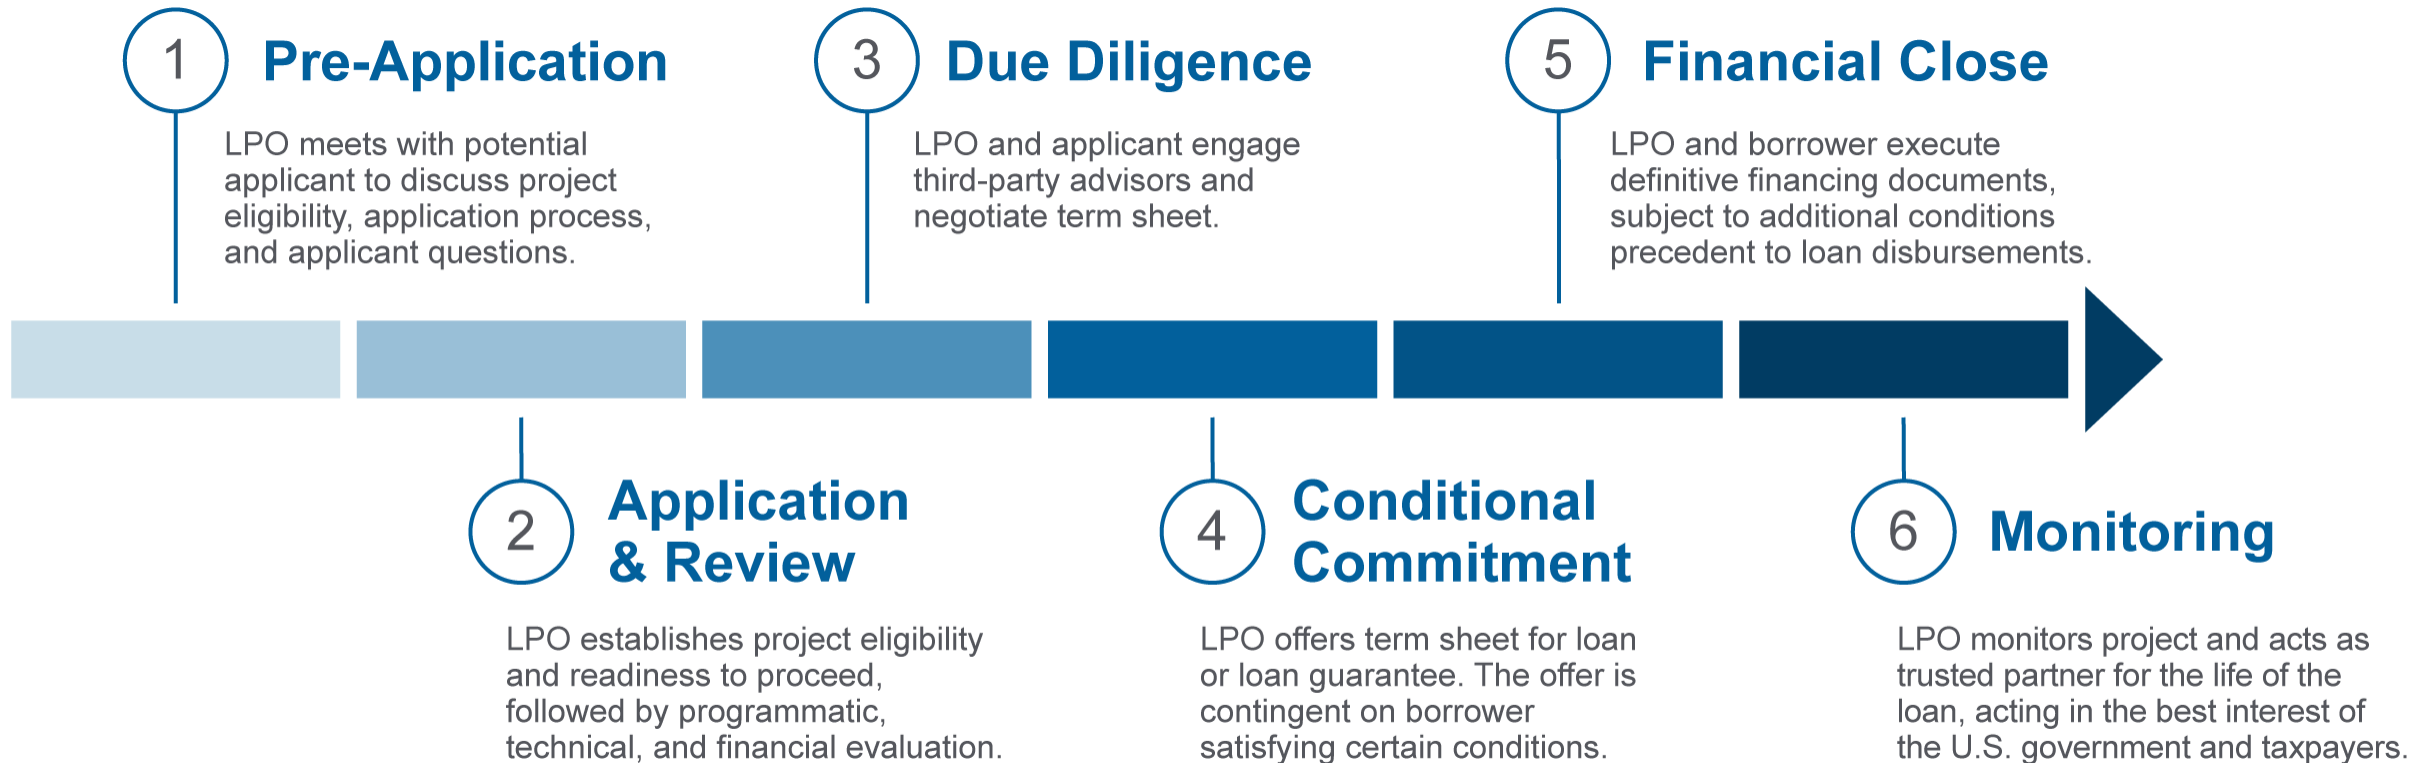 1
Pre-Application
LPO meets with potential
applicant to discuss project
eligibility, application process,
and applicant questions.
2
Application
& Review
LPO establishes project eligibility
and readiness to proceed,
followed by programmatic,
technical, and financial evaluation.
3
Due Diligence
LPO and applicant engage
third-party advisors and
negotiate term sheet.
4
Conditional
Commitment
LPO offers term sheet for loan
or loan guarantee. The offer is
contingent on borrower
satisfying certain conditions.
5
Financial Close
LPO and borrower execute
definitive financing documents,
subject to additional conditions
precedent to loan disbursements.
6
Monitoring
LPO monitors project and acts as
trusted partner for the life of the
loan, acting in the best interest of
the U.S. government and taxpayers.